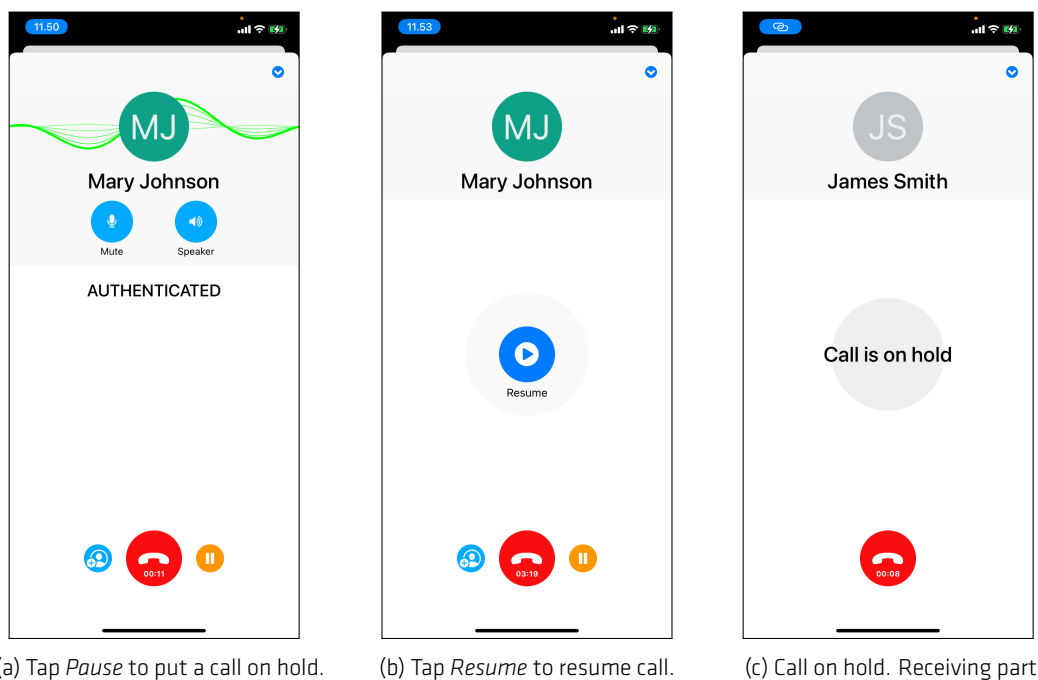 11.50
MJ
Mary Johnson
Mute Speaker
AUTHENTICATED
00:11
(a) Tap Pause to put a call on hold.
11.53
MJ
Mary Johnson
Resume
03:19
(b) Tap Resume to resume call.
JS
James Smith
Call is on hold
00:08
(c) Call on hold. Receiving part